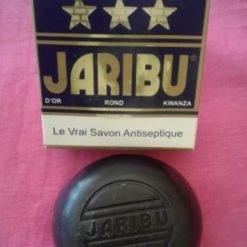 JARIBU
D'OR ROND KWANZA
Le Vrai Savon Antiseptique
JARIBU